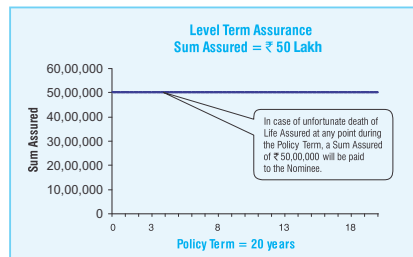 Level Term Assurance
Sum Assured = ₹ 50 Lakh
Sum Assured
60,00,000
50,00,000
40,00,000
30,00,000
20,00,000
10,00,000
0
In case of unfortunate death of
Life Assured at any point during
the Policy Term, a Sum Assured
of ₹ 50,00,000 will be paid
to the Nominee.
0 3 8 13 18
Policy Term = 20 years